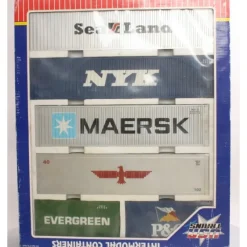 Sea Land
NYK
MAERSK
EVERGREEN
P&
INTERMODAL CONTAINERS